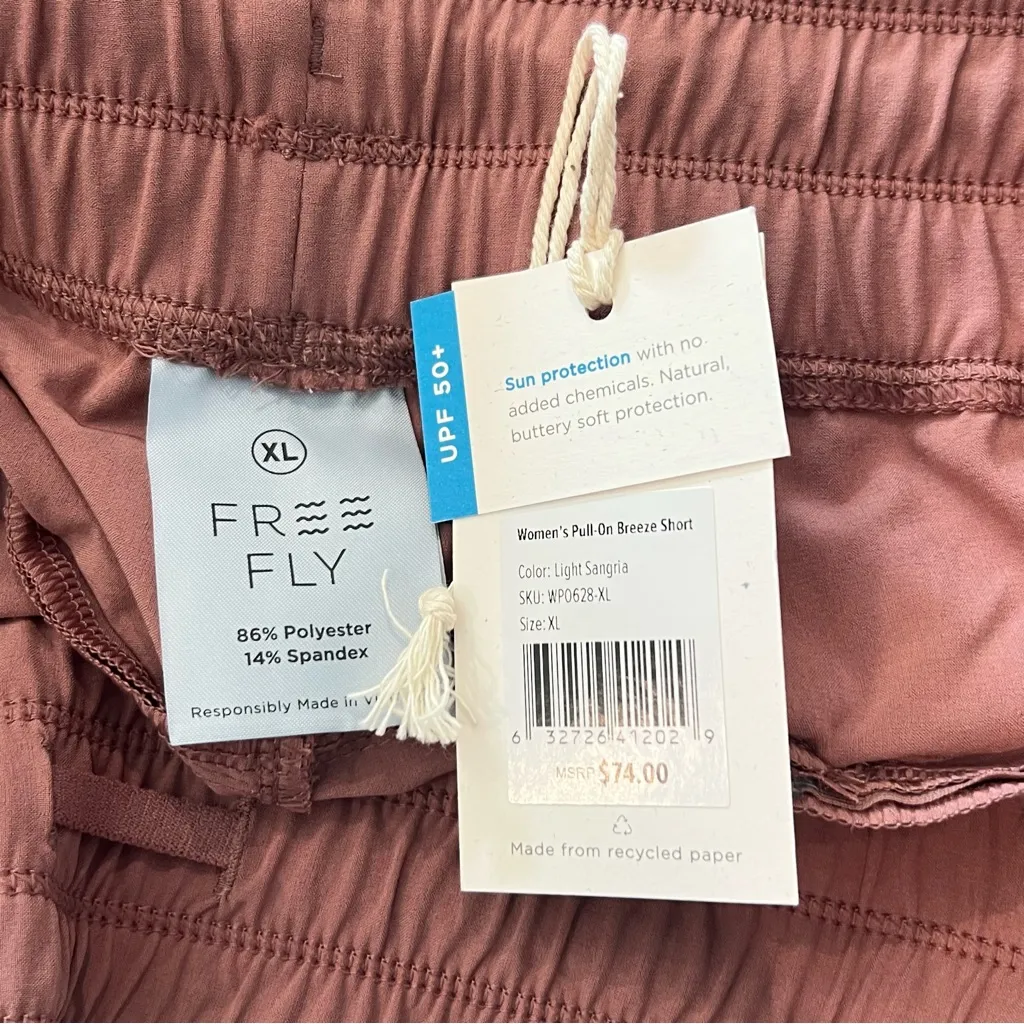 XL
FREE
FLY
86% Polyester
14% Spandex
Responsibly Made in
UPF 50+
Sun protection with no
added chemicals. Natural,
buttery soft protection.
Women's Pull-On Breeze Short
Color: Light Sangria
SKU: WP0628-XL
Size: XL
6 32726 41202 9
MSRP $74.00
Made from recycled paper